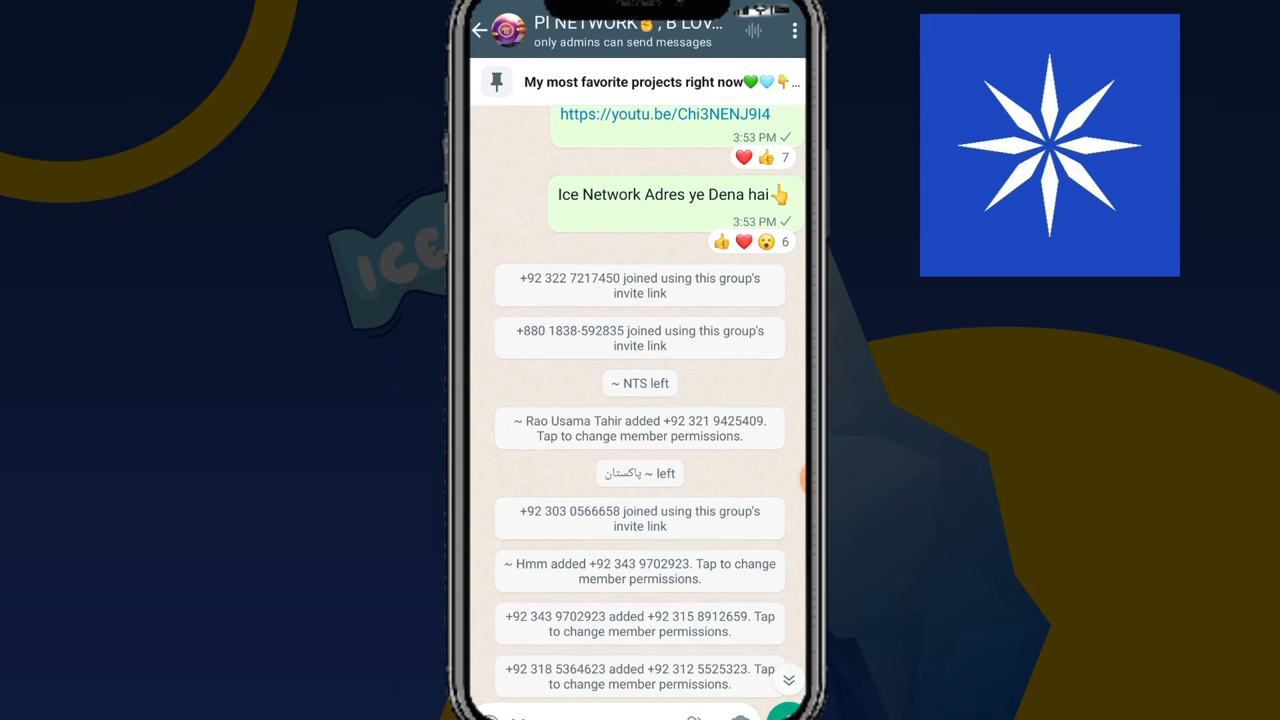 PI NETWORK✊, B LOV...
only admins can send messages
My most favorite projects right now💚🩵👇...
https://youtu.be/Chi3NENJ9I4
3:53 PM
7
Ice Network Adres ye Dena hai👆
3:53 PM
6
+92 322 7217450 joined using this group's
invite link
+880 1838-592835 joined using this group's
invite link
~ NTS left
~ Rao Usama Tahir added +92 321 9425409.
Tap to change member permissions.
پاکستان ~ left
+92 303 0566658 joined using this group's
invite link
~ Hmm added +92 343 9702923. Tap to change
member permissions.
+92 343 9702923 added +92 315 8912659. Tap
to change member permissions.
+92 318 5364623 added +92 312 5525323. Tap
to change member permissions.
ICE